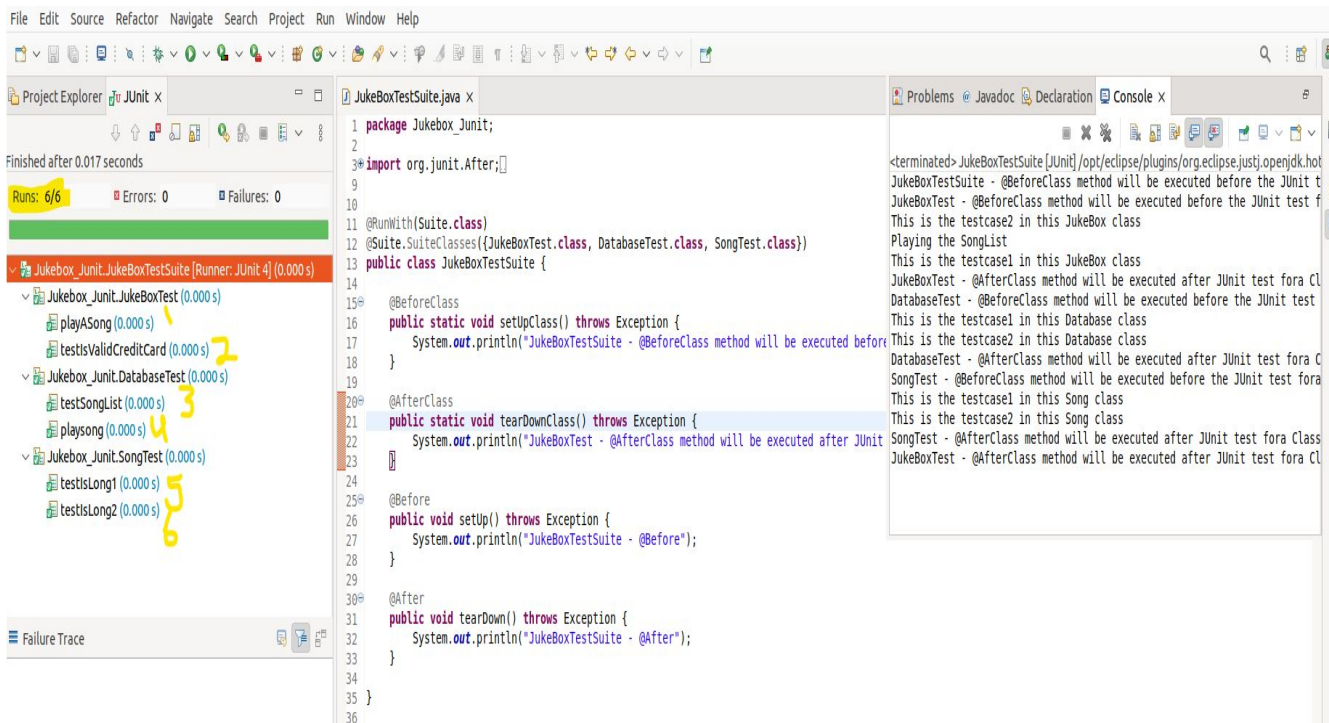 File Edit Source Refactor Navigate Search Project Run Window Help
Project Explorer JUnit ×
Finished after 0.017 seconds
Runs: 6/6 Errors: 0 Failures: 0
Jukebox_Junit.JukeBoxTestSuite [Runner: JUnit 4] (0.000 s)
Jukebox_Junit.JukeBoxTest (0.000 s)
playASong (0.000 s) 1
testIsValidCreditCard (0.000 s) 2
Jukebox_Junit.DatabaseTest (0.000 s)
testSongList (0.000 s) 3
playsong (0.000 s) 4
Jukebox_Junit.SongTest (0.000 s)
testIsLong1 (0.000 s) 5
testIsLong2 (0.000 s) 6
Failure Trace
JukeBoxTestSuite.java ×
1 package Jukebox_Junit;
2
3 import org.junit.After;
9
10
11 @RunWith(Suite.class)
12 @Suite.SuiteClasses({JukeBoxTest.class, DatabaseTest.class, SongTest.class})
13 public class JukeBoxTestSuite {
14
15 @BeforeClass
16 public static void setUpClass() throws Exception {
17 System.out.println("JukeBoxTestSuite - @BeforeClass method will be executed before
18 }
19
20 @AfterClass
21 public static void tearDownClass() throws Exception {
22 System.out.println("JukeBoxTest - @AfterClass method will be executed after JUnit
23 }
24
25 @Before
26 public void setUp() throws Exception {
27 System.out.println("JukeBoxTestSuite - @Before");
28 }
29
30 @After
31 public void tearDown() throws Exception {
32 System.out.println("JukeBoxTestSuite - @After");
33 }
34
35 }
36
Problems @ Javadoc Declaration Console ×
<terminated> JukeBoxTestSuite [JUnit] /opt/eclipse/plugins/org.eclipse.justj.openjdk.hot
JukeBoxTestSuite - @BeforeClass method will be executed before the JUnit t
JukeBoxTest - @BeforeClass method will be executed before the JUnit test f
This is the testcase2 in this JukeBox class
Playing the SongList
This is the testcase1 in this JukeBox class
JukeBoxTest - @AfterClass method will be executed after JUnit test fora Cl
DatabaseTest - @BeforeClass method will be executed before the JUnit test
This is the testcase1 in this Database class
This is the testcase2 in this Database class
DatabaseTest - @AfterClass method will be executed after JUnit test fora C
SongTest - @BeforeClass method will be executed before the JUnit test fora
This is the testcase1 in this Song class
This is the testcase2 in this Song class
SongTest - @AfterClass method will be executed after JUnit test fora Class
JukeBoxTest - @AfterClass method will be executed after JUnit test fora Cl